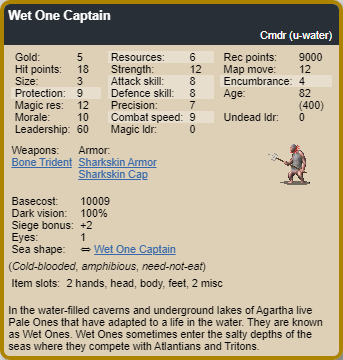 Wet One Captain
Cmdr (u-water)
Gold: 5 Resources: 6 Rec points: 9000
Hit points: 18 Strength: 12 Map move: 12
Size: 3 Attack skill: 8 Encumbrance: 4
Protection: 9 Defence skill: 8 Age: 82
Magic res: 12 Precision: 7 (400)
Morale: 10 Combat speed: 9 Undead ldr: 0
Leadership: 60 Magic ldr: 0
Weapons: Armor:
Bone Trident Sharkskin Armor
Sharkskin Cap
Basecost: 10009
Dark vision: 100%
Siege bonus: +2
Eyes: 1
Sea shape: ⇔ Wet One Captain
(Cold-blooded, amphibious, need-not-eat)
Item slots: 2 hands, head, body, feet, 2 misc
In the water-filled caverns and underground lakes of Agartha live
Pale Ones that have adapted to a life in the water. They are known
as Wet Ones. Wet Ones sometimes enter the salty depths of the
seas where they compete with Atlantians and Tritons.